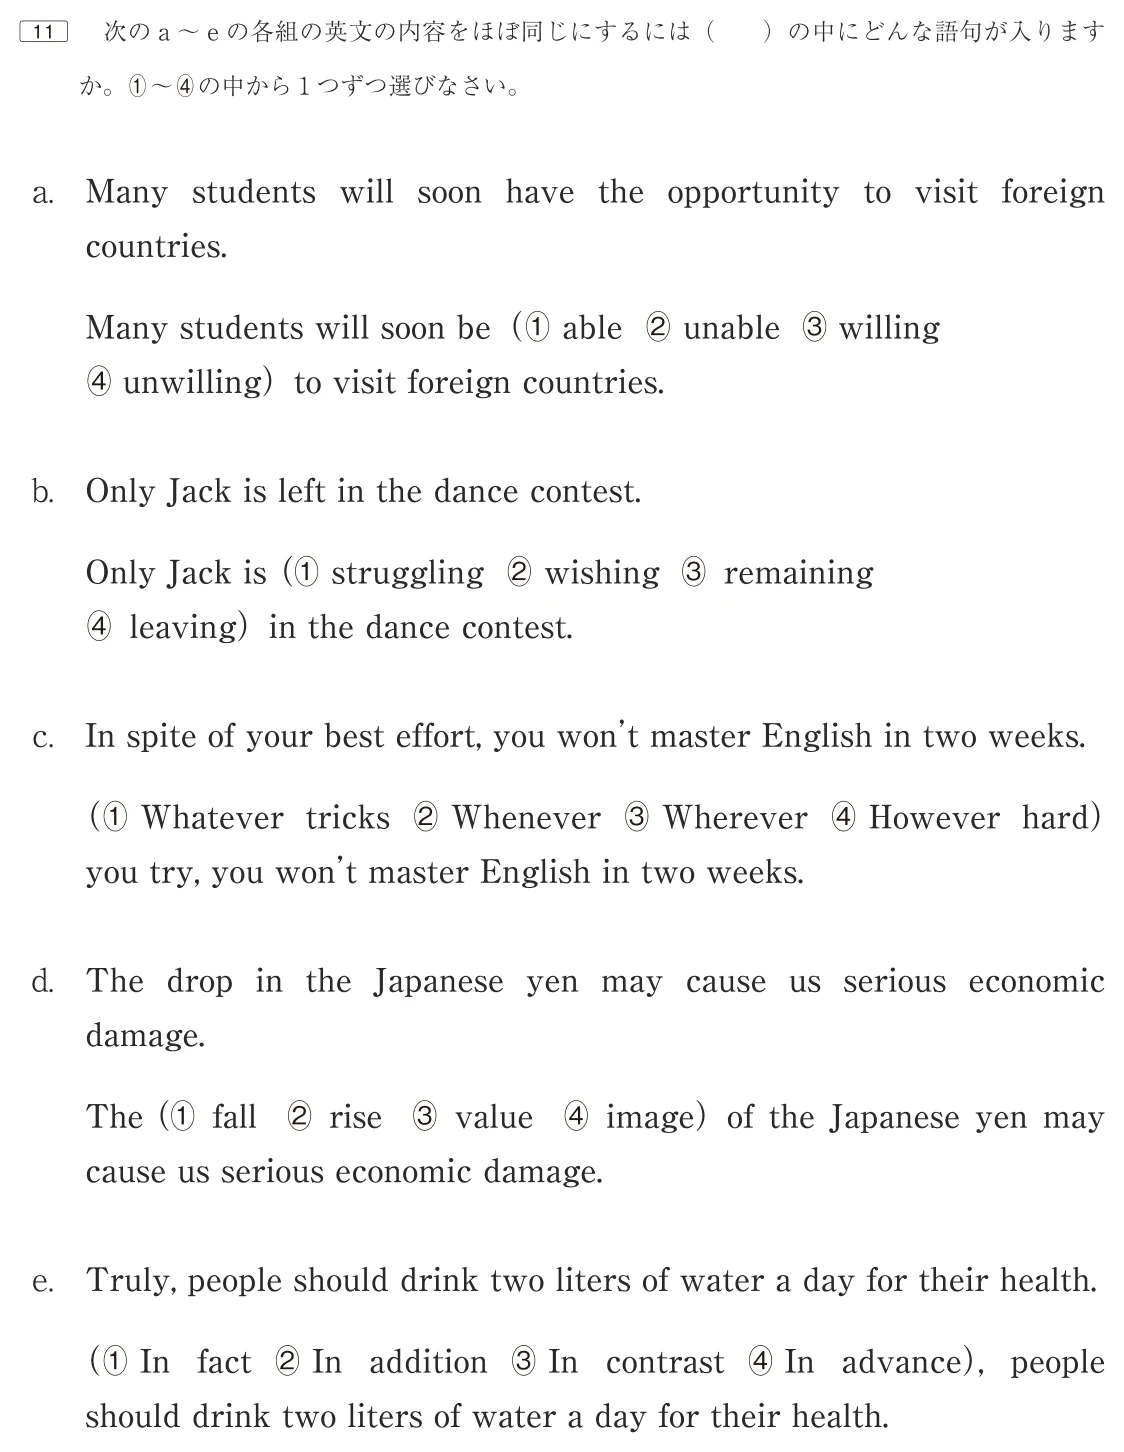 11 次のa～eの各組の英文の内容をほぼ同じにするには（　　）の中にどんな語句が入ります
か。①～④の中から１つずつ選びなさい。
a. Many students will soon have the opportunity to visit foreign
countries.
Many students will soon be (① able ② unable ③ willing
④ unwilling) to visit foreign countries.
b. Only Jack is left in the dance contest.
Only Jack is (① struggling ② wishing ③ remaining
④ leaving) in the dance contest.
c. In spite of your best effort, you won't master English in two weeks.
(① Whatever tricks ② Whenever ③ Wherever ④ However hard)
you try, you won't master English in two weeks.
d. The drop in the Japanese yen may cause us serious economic
damage.
The (① fall ② rise ③ value ④ image) of the Japanese yen may
cause us serious economic damage.
e. Truly, people should drink two liters of water a day for their health.
(① In fact ② In addition ③ In contrast ④ In advance), people
should drink two liters of water a day for their health.